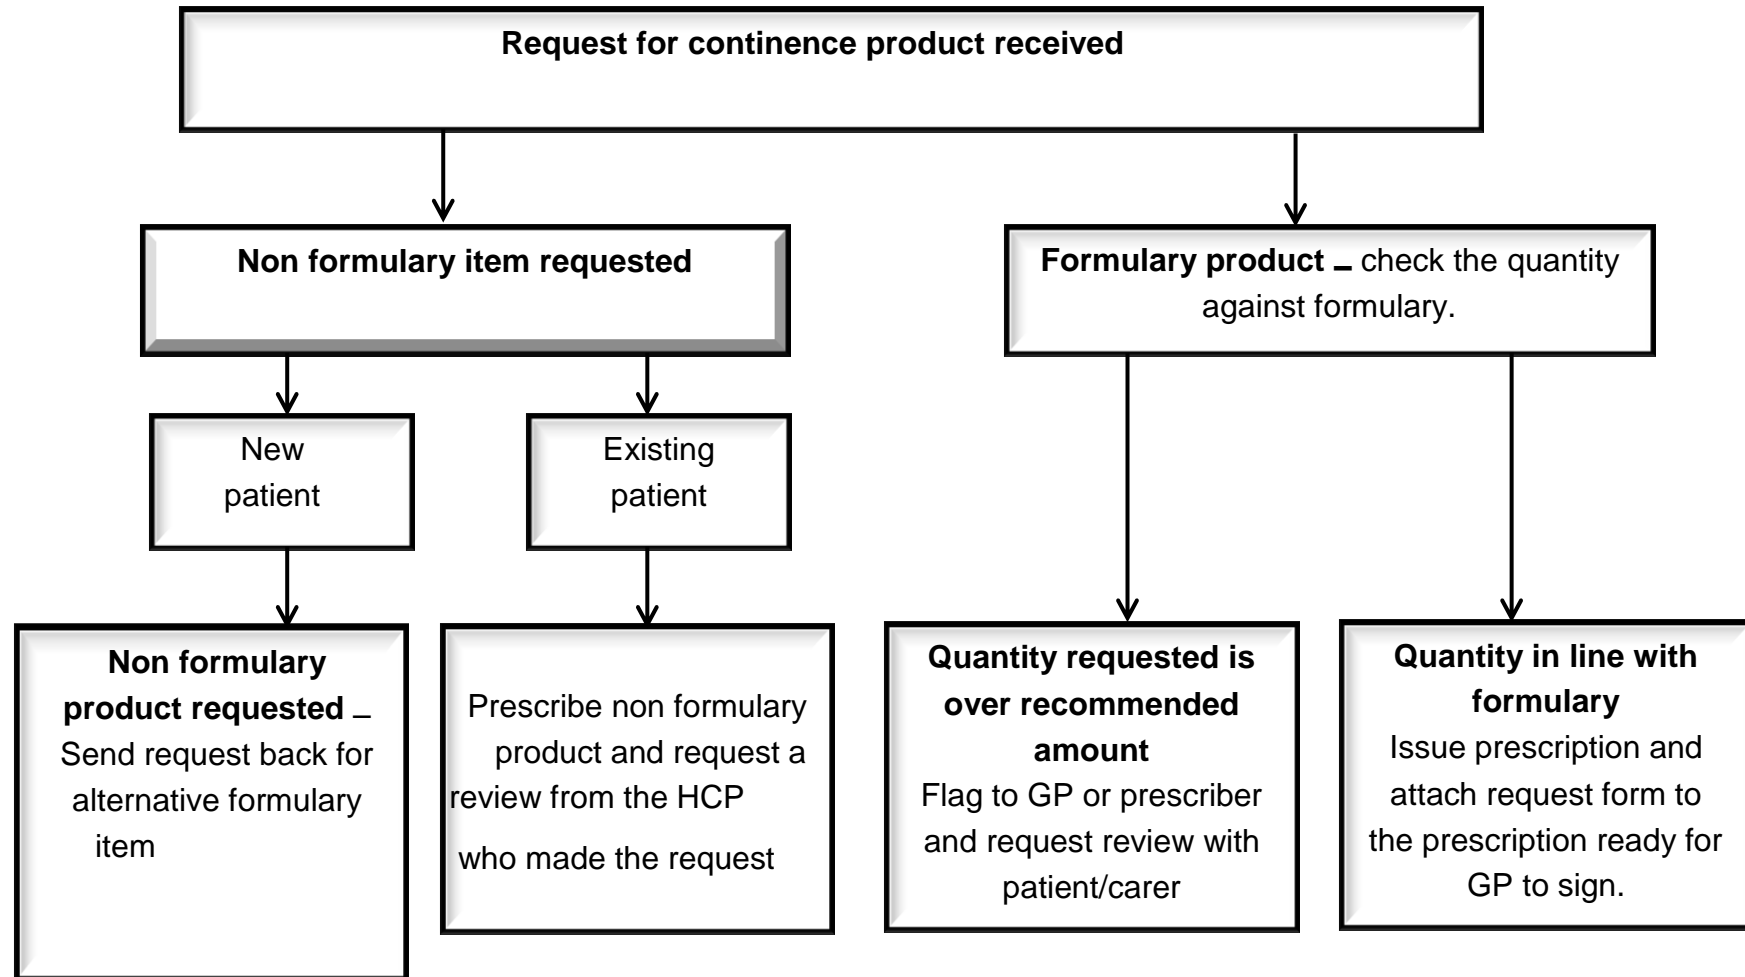 Request for continence product received
Non formulary item requested
Formulary product – check the quantity
against formulary.
New
patient
Existing
patient
Non formulary
product requested –
Send request back for
alternative formulary
item
Prescribe non formulary
product and request a
review from the HCP
who made the request
Quantity requested is
over recommended
amount
Flag to GP or prescriber
and request review with
patient/carer
Quantity in line with
formulary
Issue prescription and
attach request form to
the prescription ready for
GP to sign.